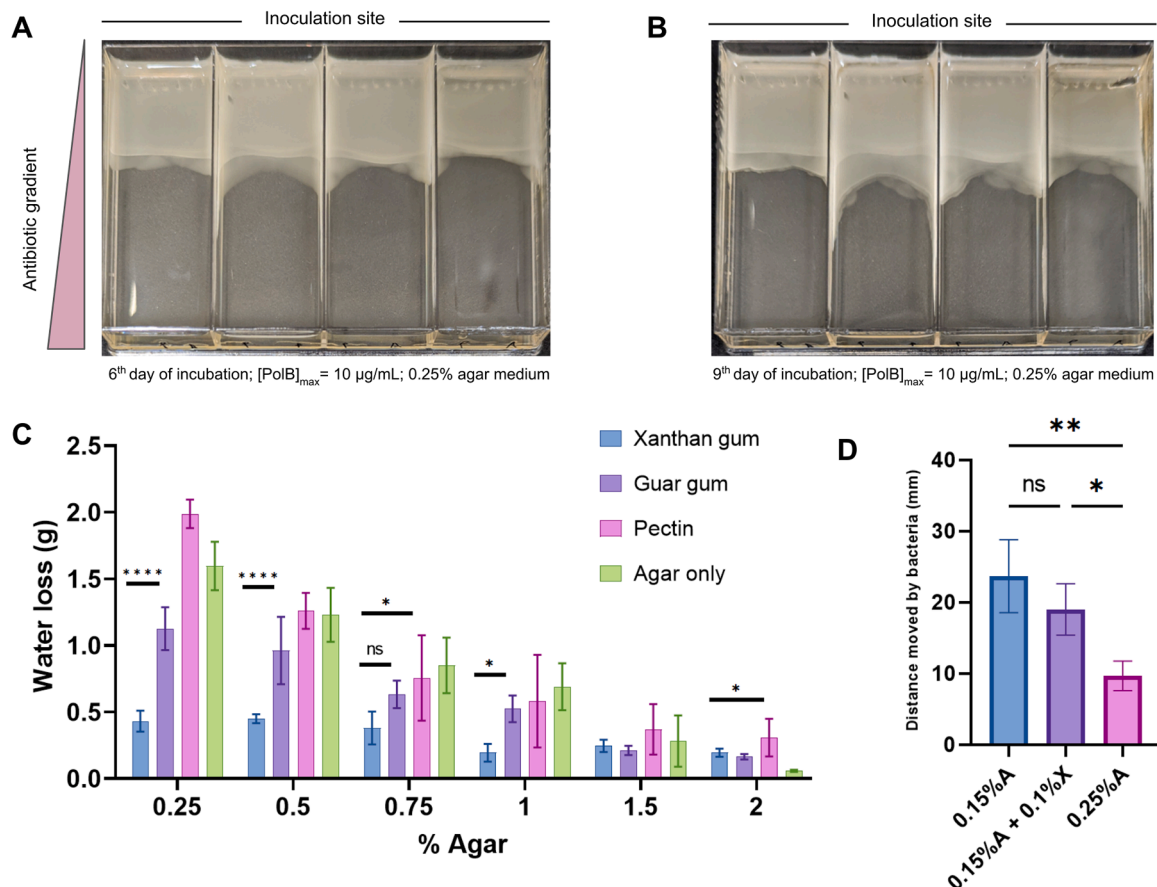 A
Inoculation site
B
Inoculation site
Antibiotic gradient
6th day of incubation; [PolB]max= 10 µg/mL; 0.25% agar medium
9th day of incubation; [PolB]max= 10 µg/mL; 0.25% agar medium
C
Water loss (g)
2.5
2.0
1.5
1.0
0.5
0.0
****
****
*
ns
*
*
0.25
0.5
0.75
1
1.5
2
% Agar
Xanthan gum
Guar gum
Pectin
Agar only
D
Distance moved by bacteria (mm)
40
30
20
10
0
**
ns
*
0.15%A
0.15%A + 0.1%X
0.25%A